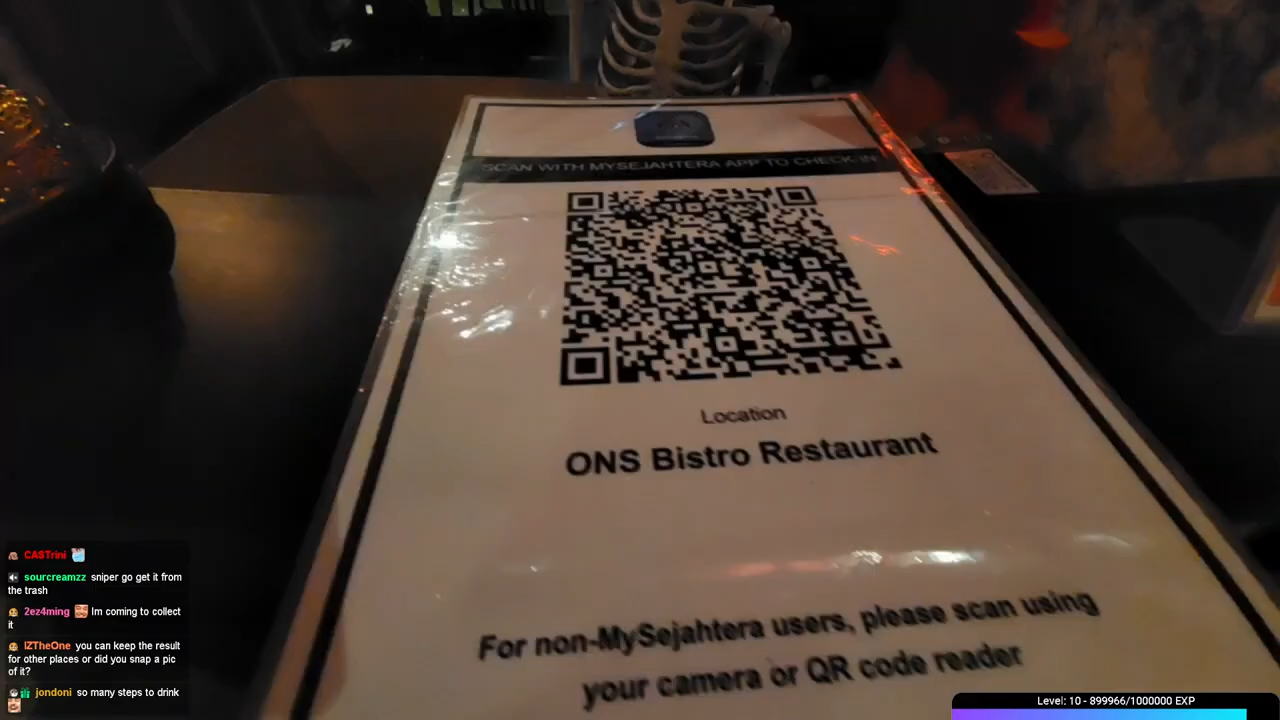 SCAN WITH MYSEJAHTERA APP TO CHECK-IN
Location
ONS Bistro Restaurant
For non-MySejahtera users, please scan using
your camera or QR code reader
CASTrini
sourcreamzz sniper go get it from
the trash
2ez4ming Im coming to collect
it
IZTheOne you can keep the result
for other places or did you snap a pic
of it?
jondoni so many steps to drink
Level: 10 - 899966/1000000 EXP